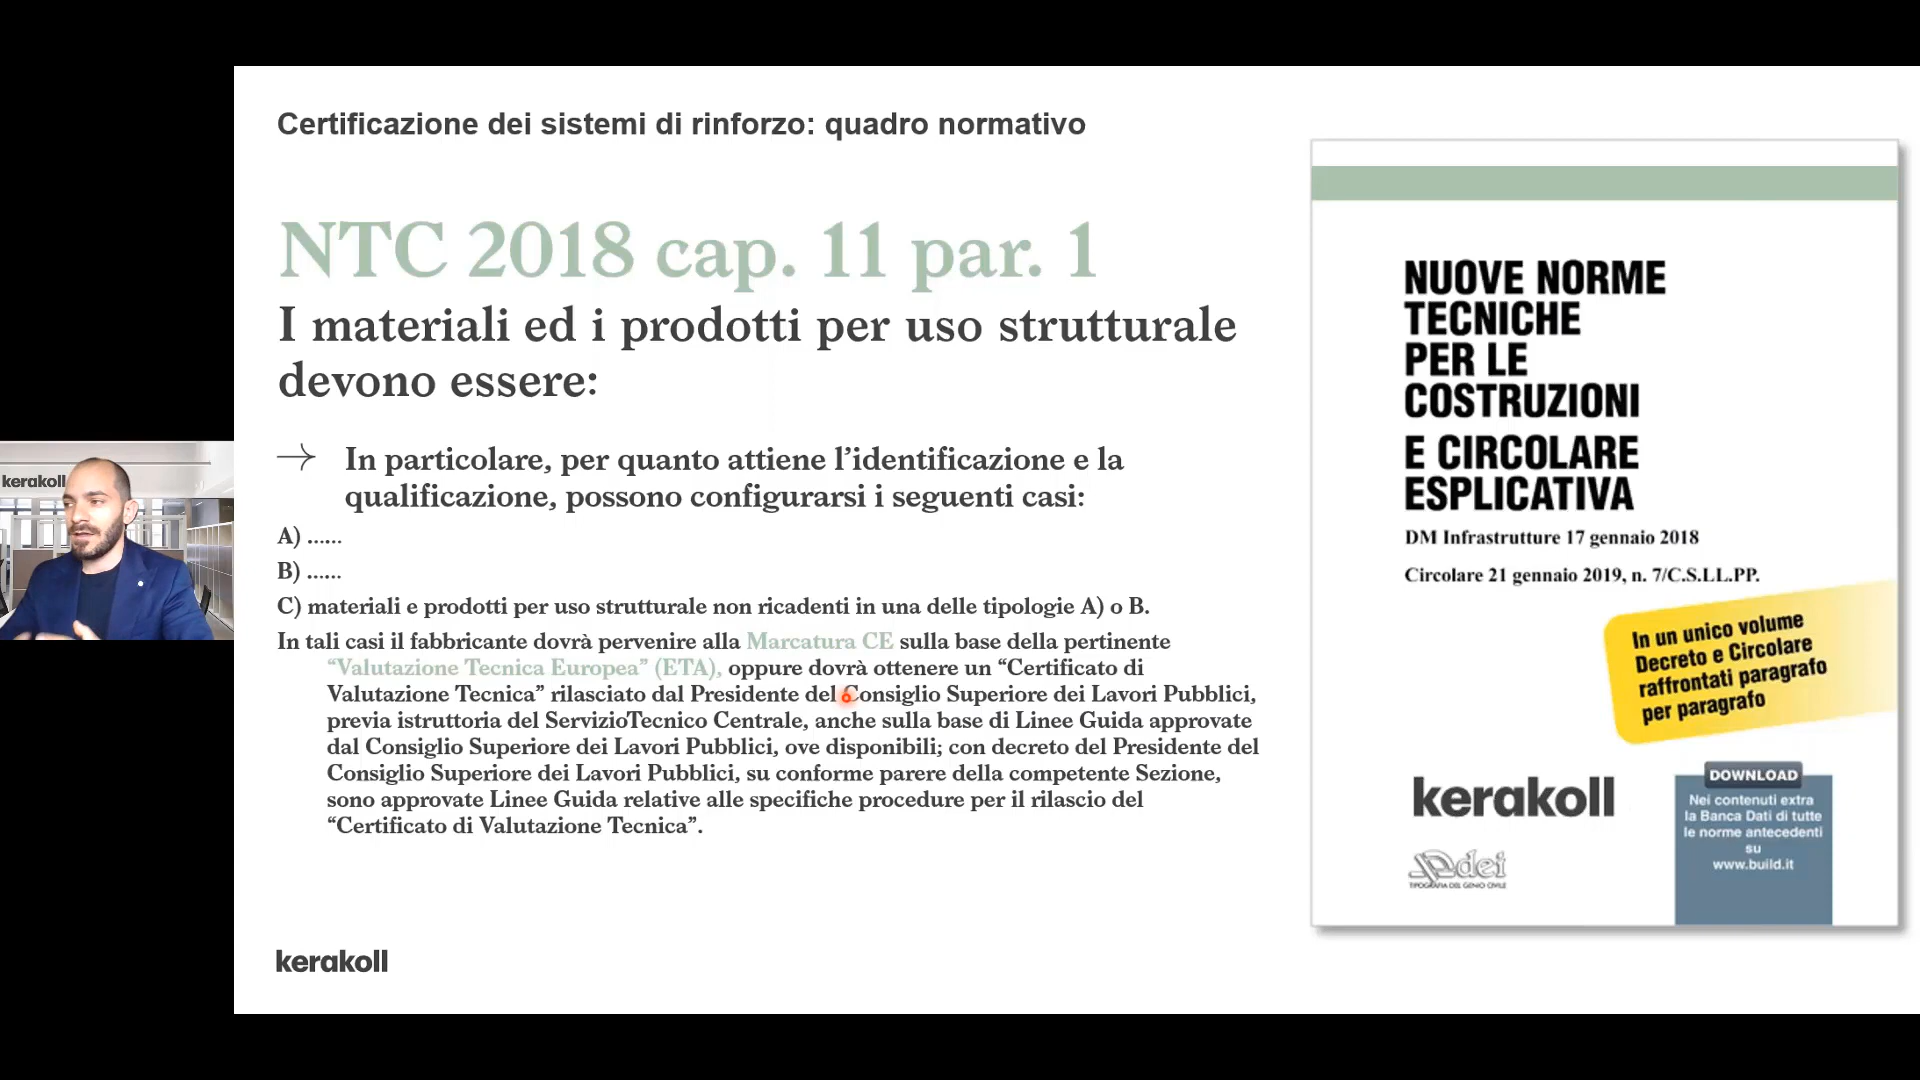 Certificazione dei sistemi di rinforzo: quadro normativo
NTC 2018 cap. 11 par. 1
I materiali ed i prodotti per uso strutturale
devono essere:
In particolare, per quanto attiene l’identificazione e la
qualificazione, possono configurarsi i seguenti casi:
A) ......
B) ......
C) materiali e prodotti per uso strutturale non ricadenti in una delle tipologie A) o B.
In tali casi il fabbricante dovrà pervenire alla Marcatura CE sulla base della pertinente
“Valutazione Tecnica Europea” (ETA), oppure dovrà ottenere un “Certificato di
Valutazione Tecnica” rilasciato dal Presidente del Consiglio Superiore dei Lavori Pubblici,
previa istruttoria del ServizioTecnico Centrale, anche sulla base di Linee Guida approvate
dal Consiglio Superiore dei Lavori Pubblici, ove disponibili; con decreto del Presidente del
Consiglio Superiore dei Lavori Pubblici, su conforme parere della competente Sezione,
sono approvate Linee Guida relative alle specifiche procedure per il rilascio del
“Certificato di Valutazione Tecnica”.
kerakoll
kerakoll
NUOVE NORME
TECNICHE
PER LE
COSTRUZIONI
E CIRCOLARE
ESPLICATIVA
DM Infrastrutture 17 gennaio 2018
Circolare 21 gennaio 2019, n. 7/C.S.LL.PP.
In un unico volume
Decreto e Circolare
raffrontati paragrafo
per paragrafo
kerakoll
dei
TIPOGRAFIA DEL GENIO CIVILE
DOWNLOAD
Nei contenuti extra
la Banca Dati di tutte
le norme antecedenti
su
www.build.it